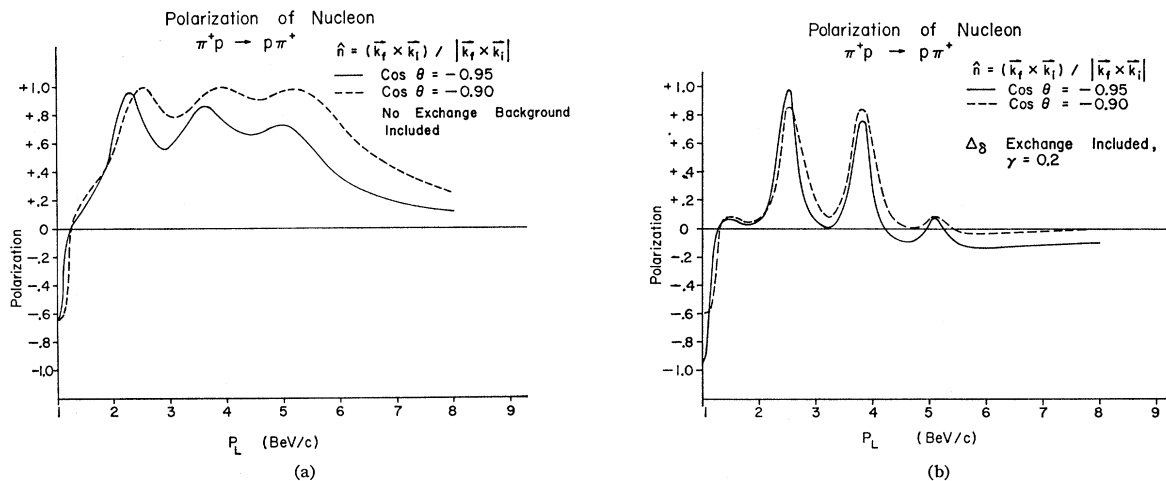 Polarization of Nucleon
π⁺p → pπ⁺
n̂ = (k⃗f × k⃗i) / |k⃗f × k⃗i|
Cos θ = −0.95
Cos θ = −0.90
No Exchange Background
Included
Polarization
+1.0
+.8
+.6
+.4
+.2
0
-.2
-.4
-.6
-.8
-1.0
1 2 3 4 5 6 7 8 9
P_L (BeV/c)
(a)
Polarization of Nucleon
π⁺p → pπ⁺
n̂ = (k⃗f × k⃗i) / |k⃗f × k⃗i|
Cos θ = −0.95
Cos θ = −0.90
Δδ Exchange Included,
γ = 0.2
Polarization
+1.0
+.8
+.6
+.4
+.2
0
-.2
-.4
-.6
-.8
-1.0
1 2 3 4 5 6 7 8 9
P_L (BeV/c)
(b)